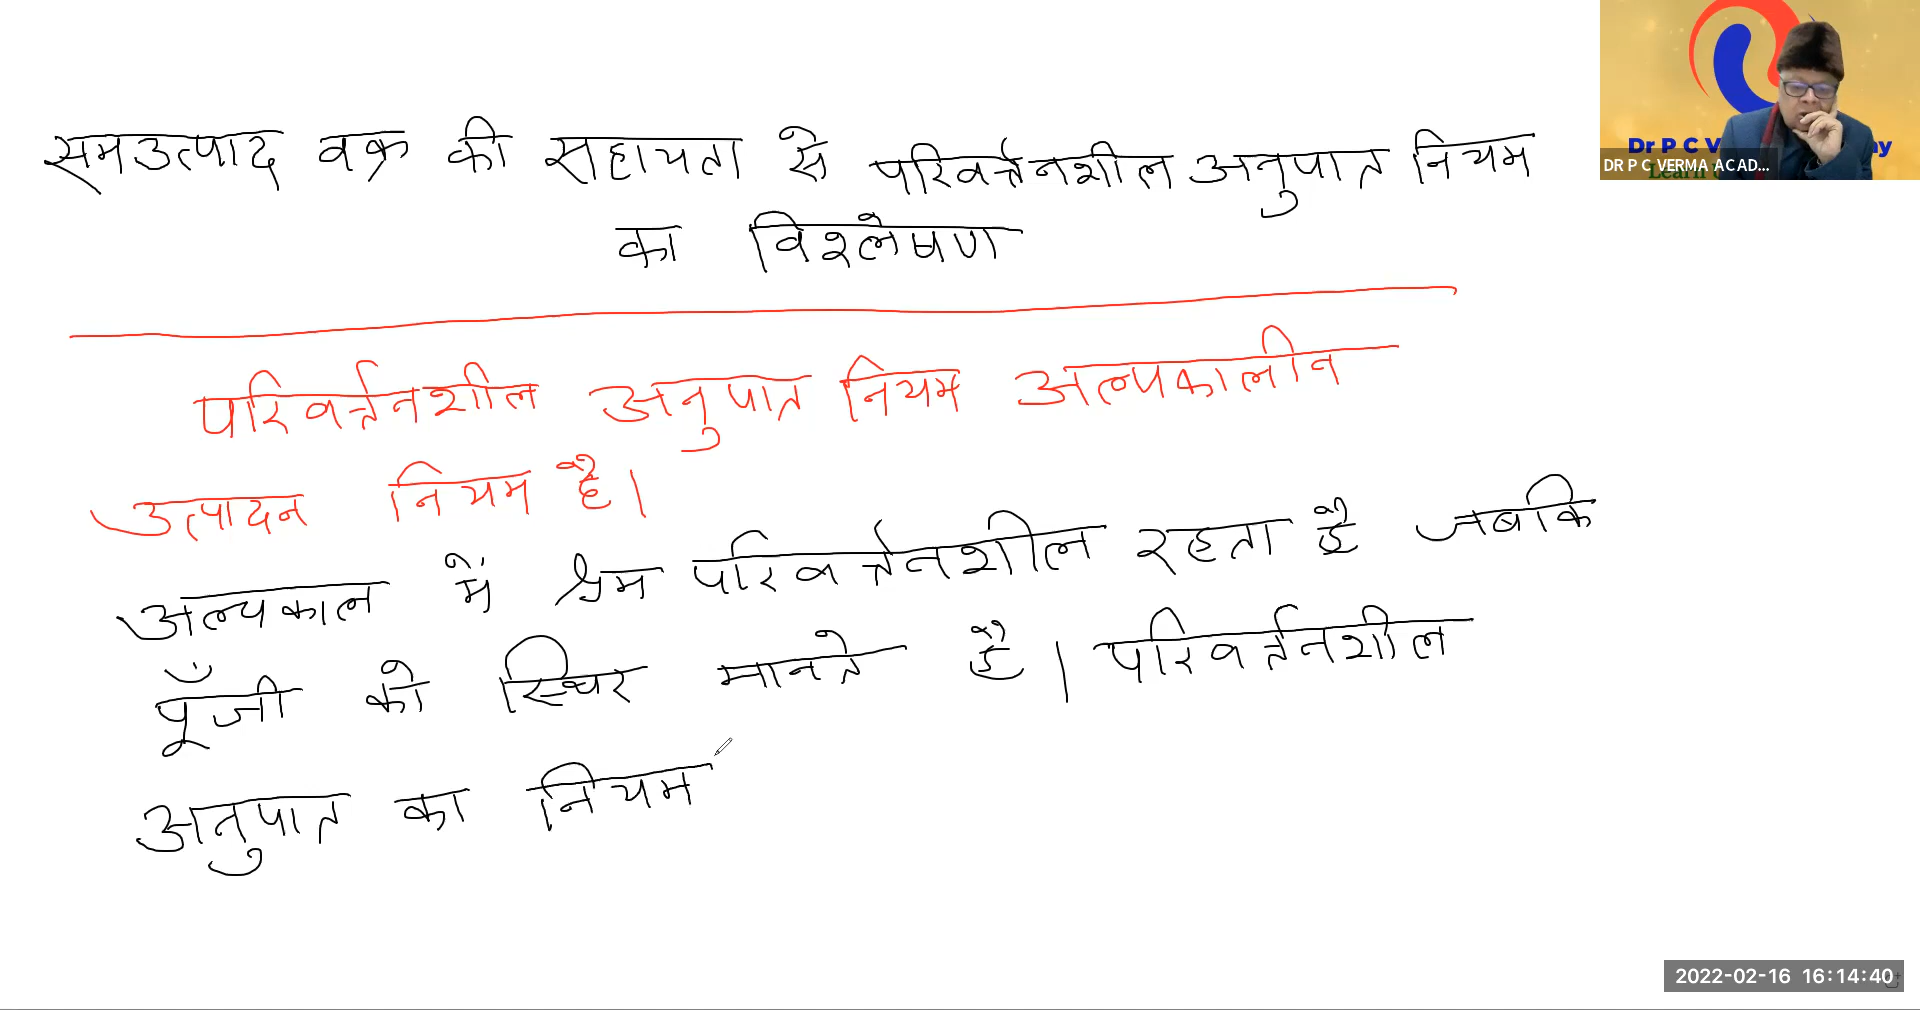 समउत्पाद वक्र की सहायता से परिवर्त्तनशील अनुपात नियम
का विश्लेषण
परिवर्त्तनशील अनुपात नियम अल्पकालीन
उत्पादन नियम है।
अल्पकाल में श्रम परिवर्त्तनशील रहता है जबकि
पूँजी को स्थिर मानते है। परिवर्तनशील
अनुपात का नियम
Dr P C V
ny
DR P C VERMA ACAD...
Learn
2022-02-16 16:14:40